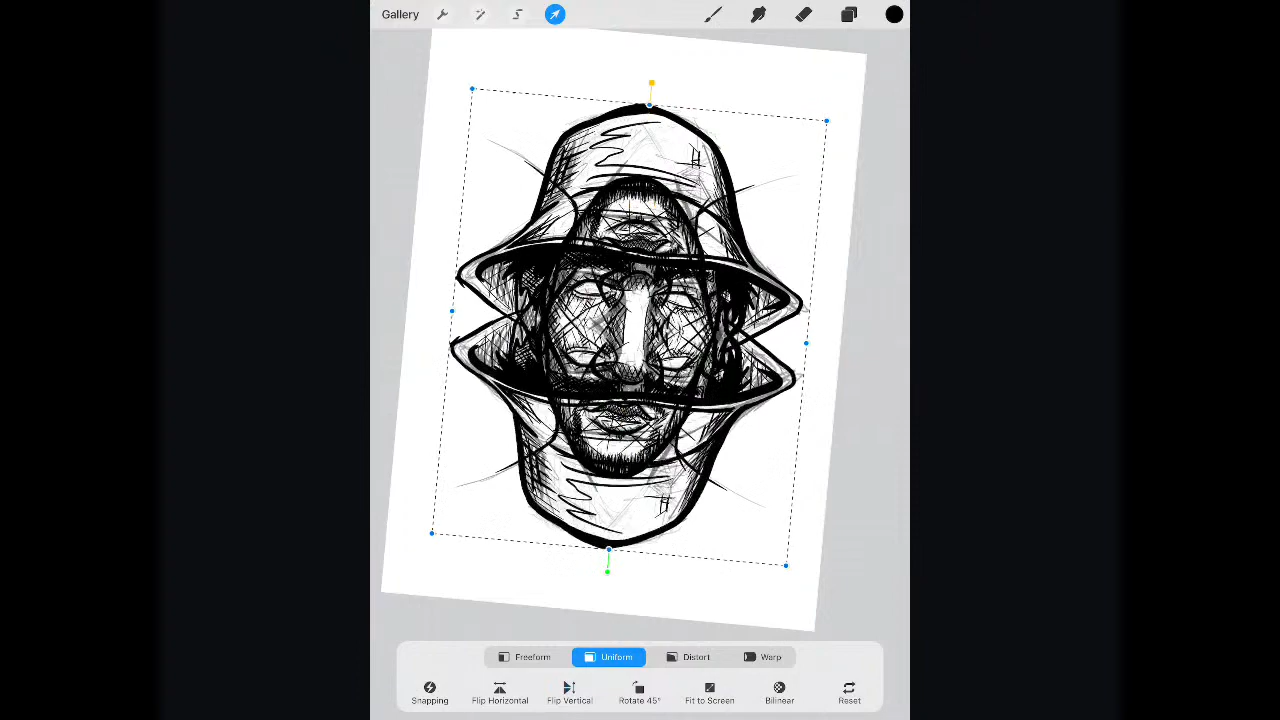 Gallery
Freeform Uniform Distort Warp
Snapping Flip Horizontal Flip Vertical Rotate 45° Fit to Screen Bilinear Reset